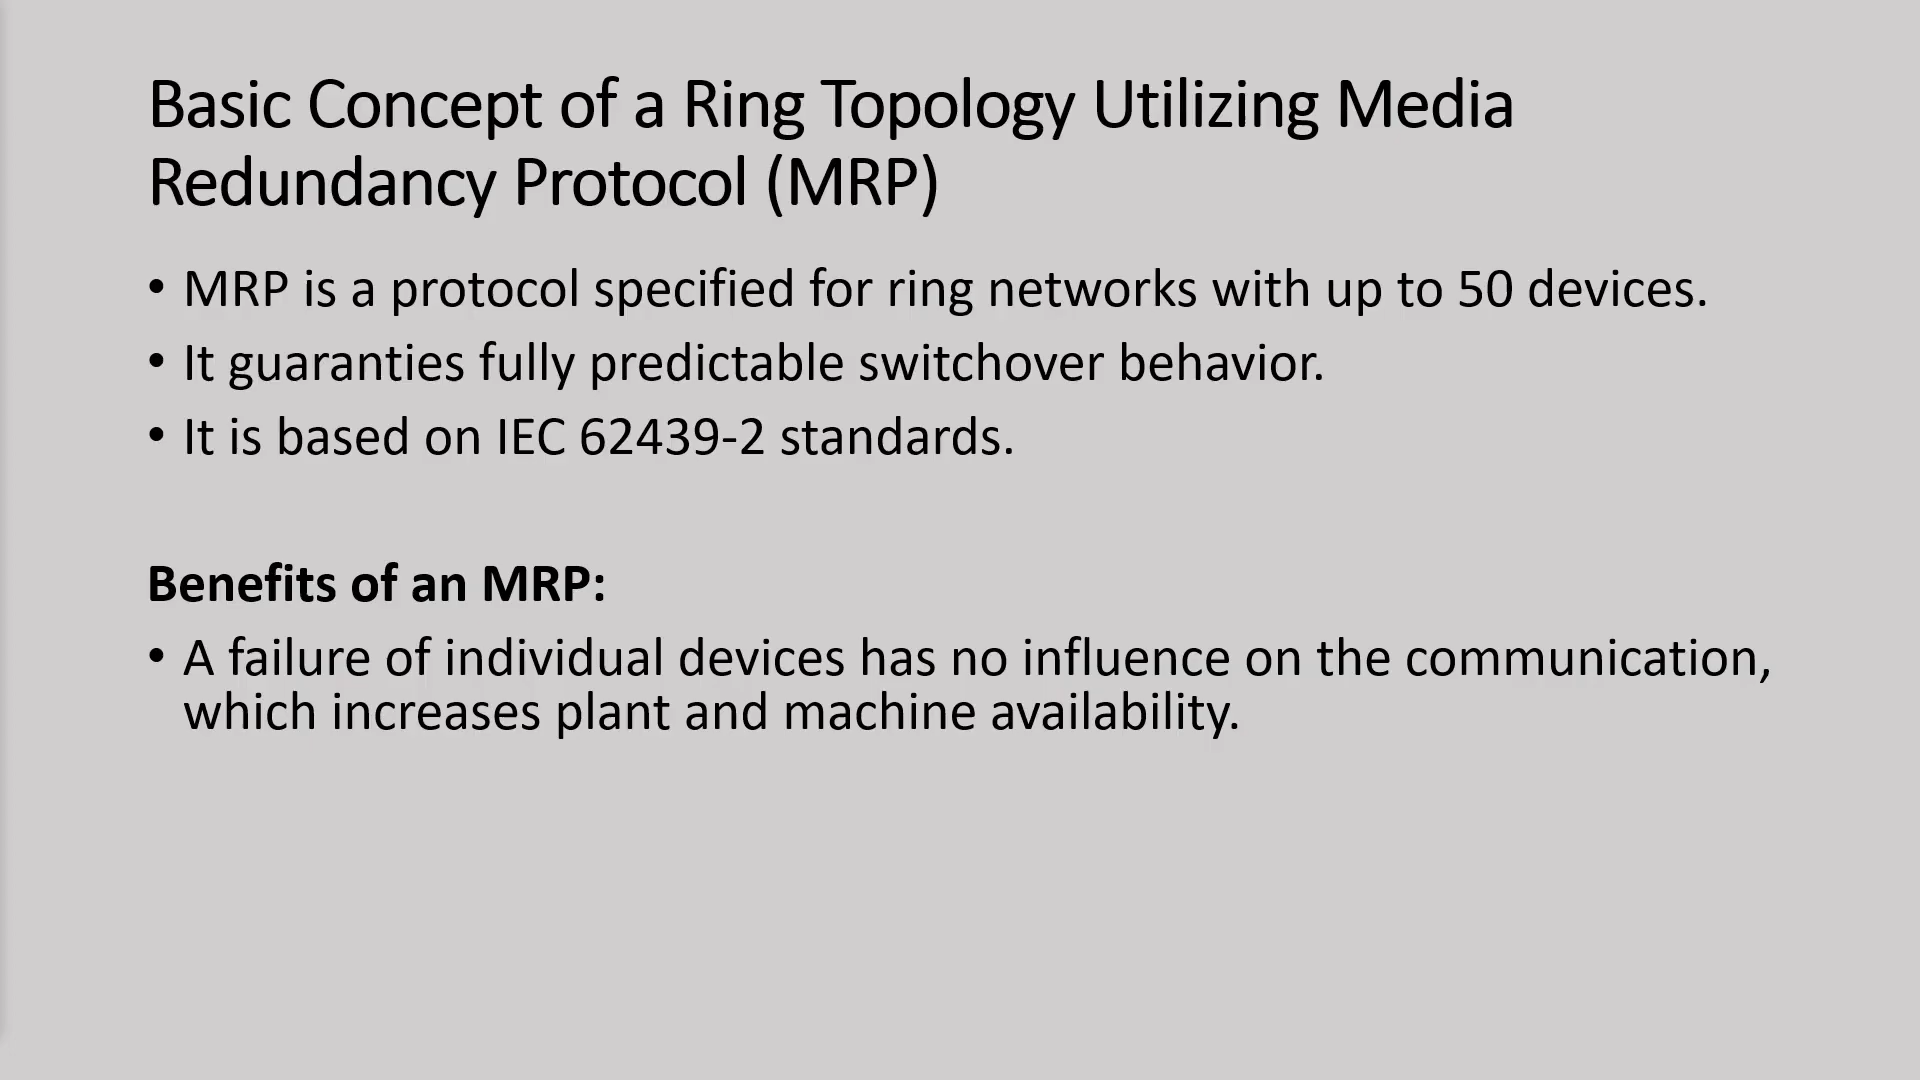 Basic Concept of a Ring Topology Utilizing Media
Redundancy Protocol (MRP)
• MRP is a protocol specified for ring networks with up to 50 devices.
• It guaranties fully predictable switchover behavior.
• It is based on IEC 62439-2 standards.
Benefits of an MRP:
• A failure of individual devices has no influence on the communication,
which increases plant and machine availability.